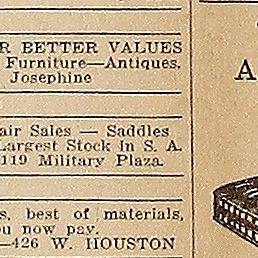 R BETTER VALUES
Furniture—Antiques.
Josephine
air Sales — Saddles
Largest Stock In S. A.
119 Military Plaza.
s, best of materials,
u now pay.
—426 W. HOUSTON
A